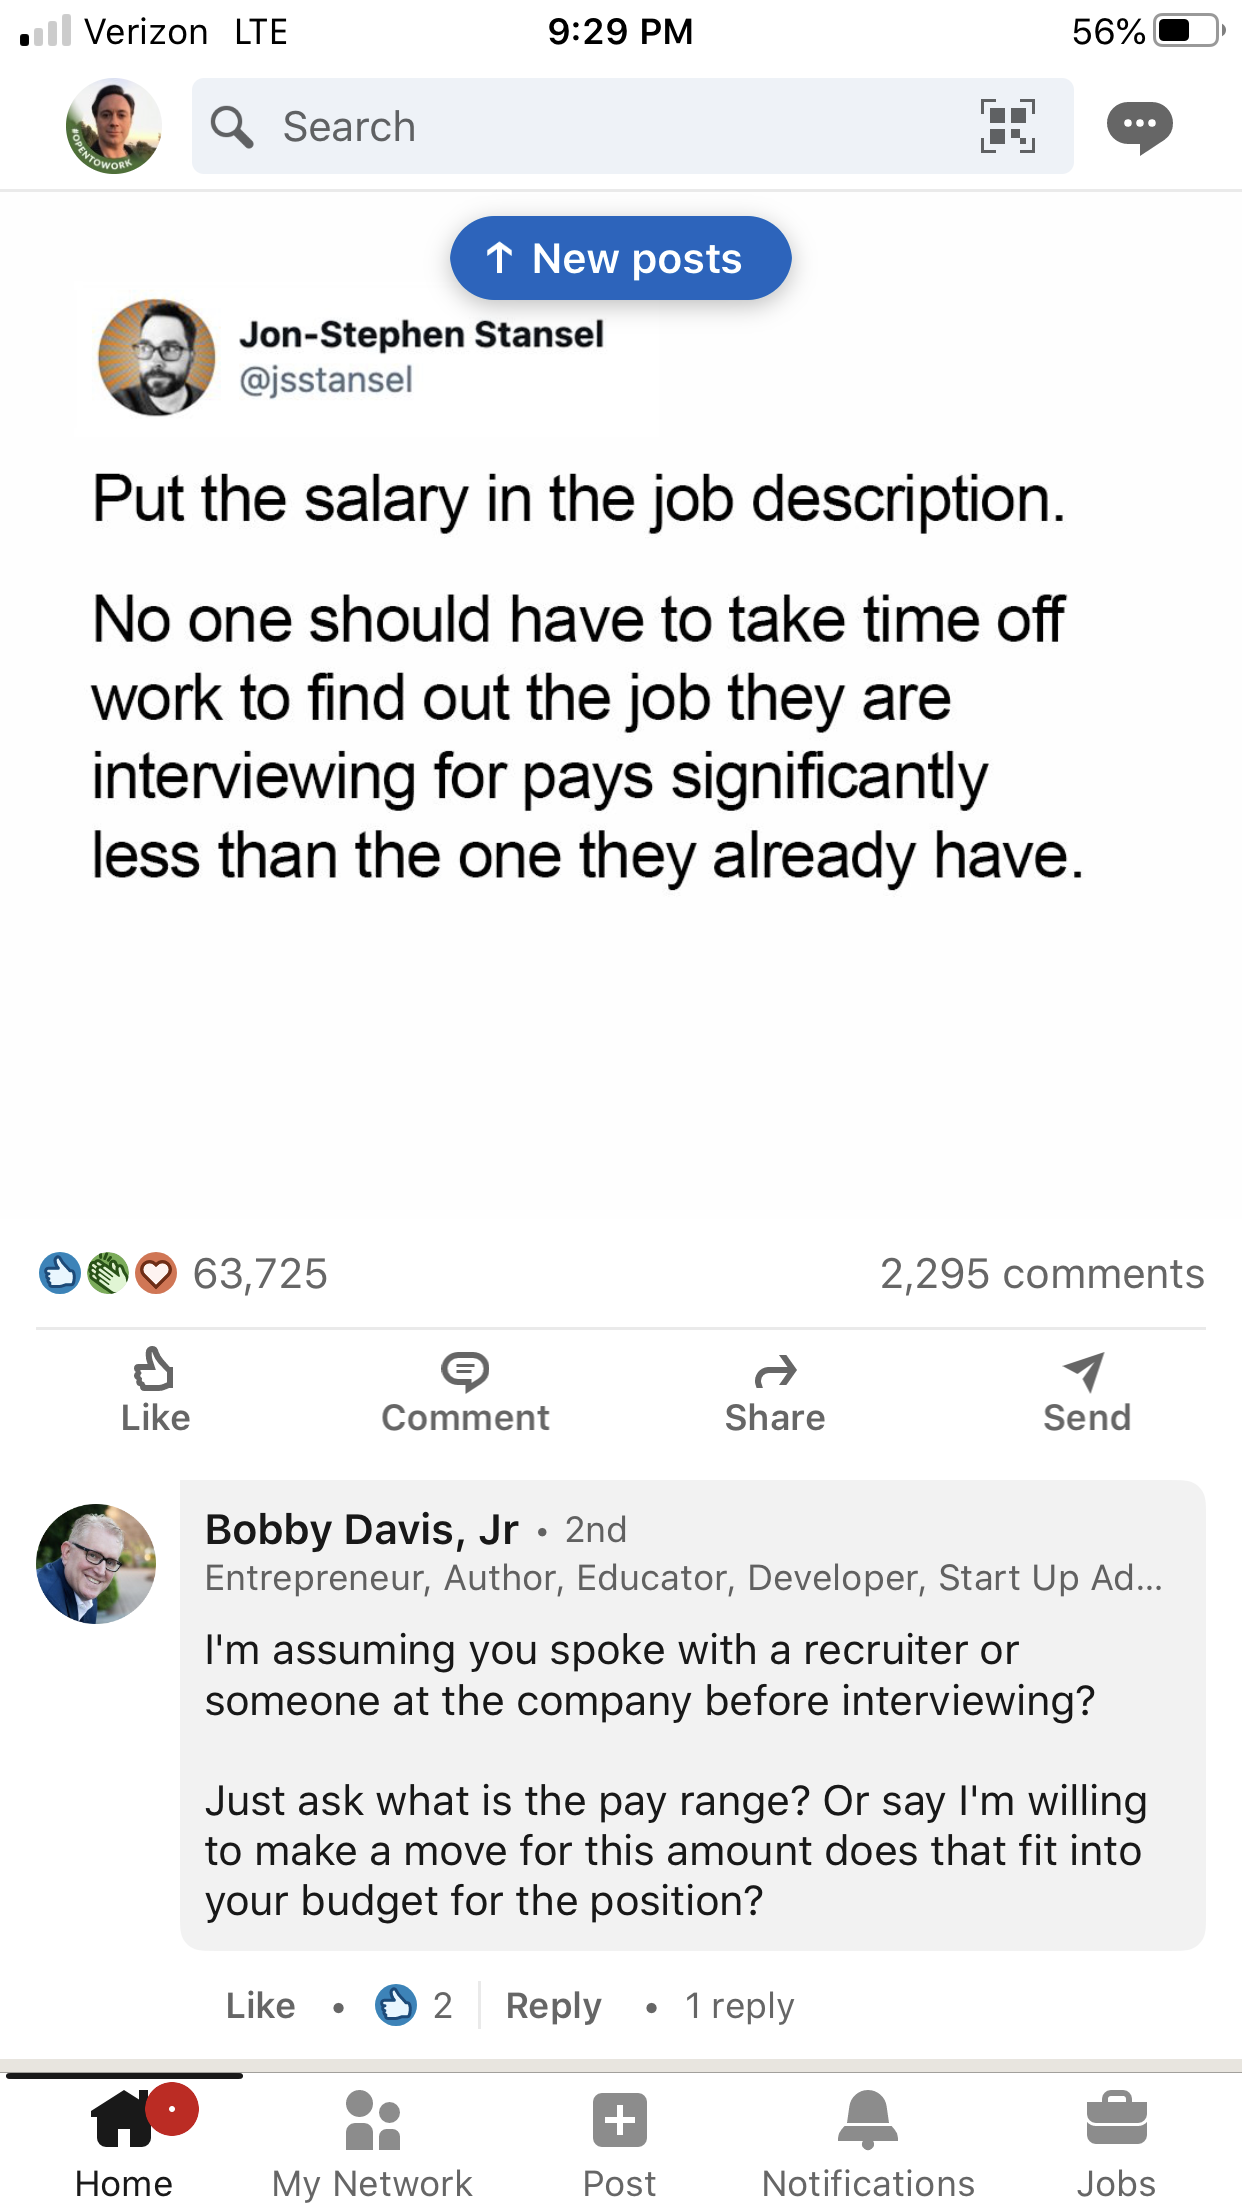 Verizon LTE 9:29 PM 56%
#OPENTOWORK
Search
↑ New posts
Jon-Stephen Stansel
@jsstansel
Put the salary in the job description.
No one should have to take time off
work to find out the job they are
interviewing for pays significantly
less than the one they already have.
63,725 2,295 comments
Like Comment Share Send
Bobby Davis, Jr • 2nd
Entrepreneur, Author, Educator, Developer, Start Up Ad...
I'm assuming you spoke with a recruiter or
someone at the company before interviewing?
Just ask what is the pay range? Or say I'm willing
to make a move for this amount does that fit into
your budget for the position?
Like • 2 Reply • 1 reply
Home My Network Post Notifications Jobs